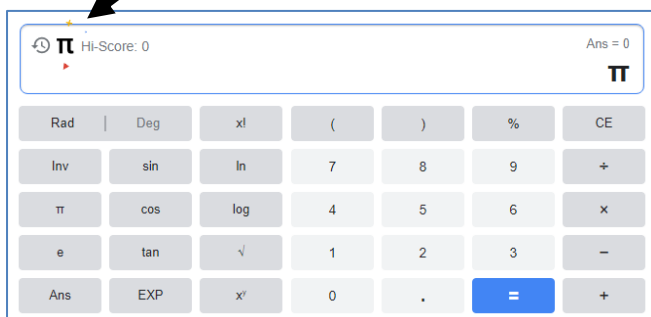 π Hi-Score: 0 Ans = 0
π
Rad | Deg x! ( ) % CE
Inv sin ln 7 8 9 ÷
π cos log 4 5 6 ×
e tan √ 1 2 3 −
Ans EXP xʸ 0 . = +